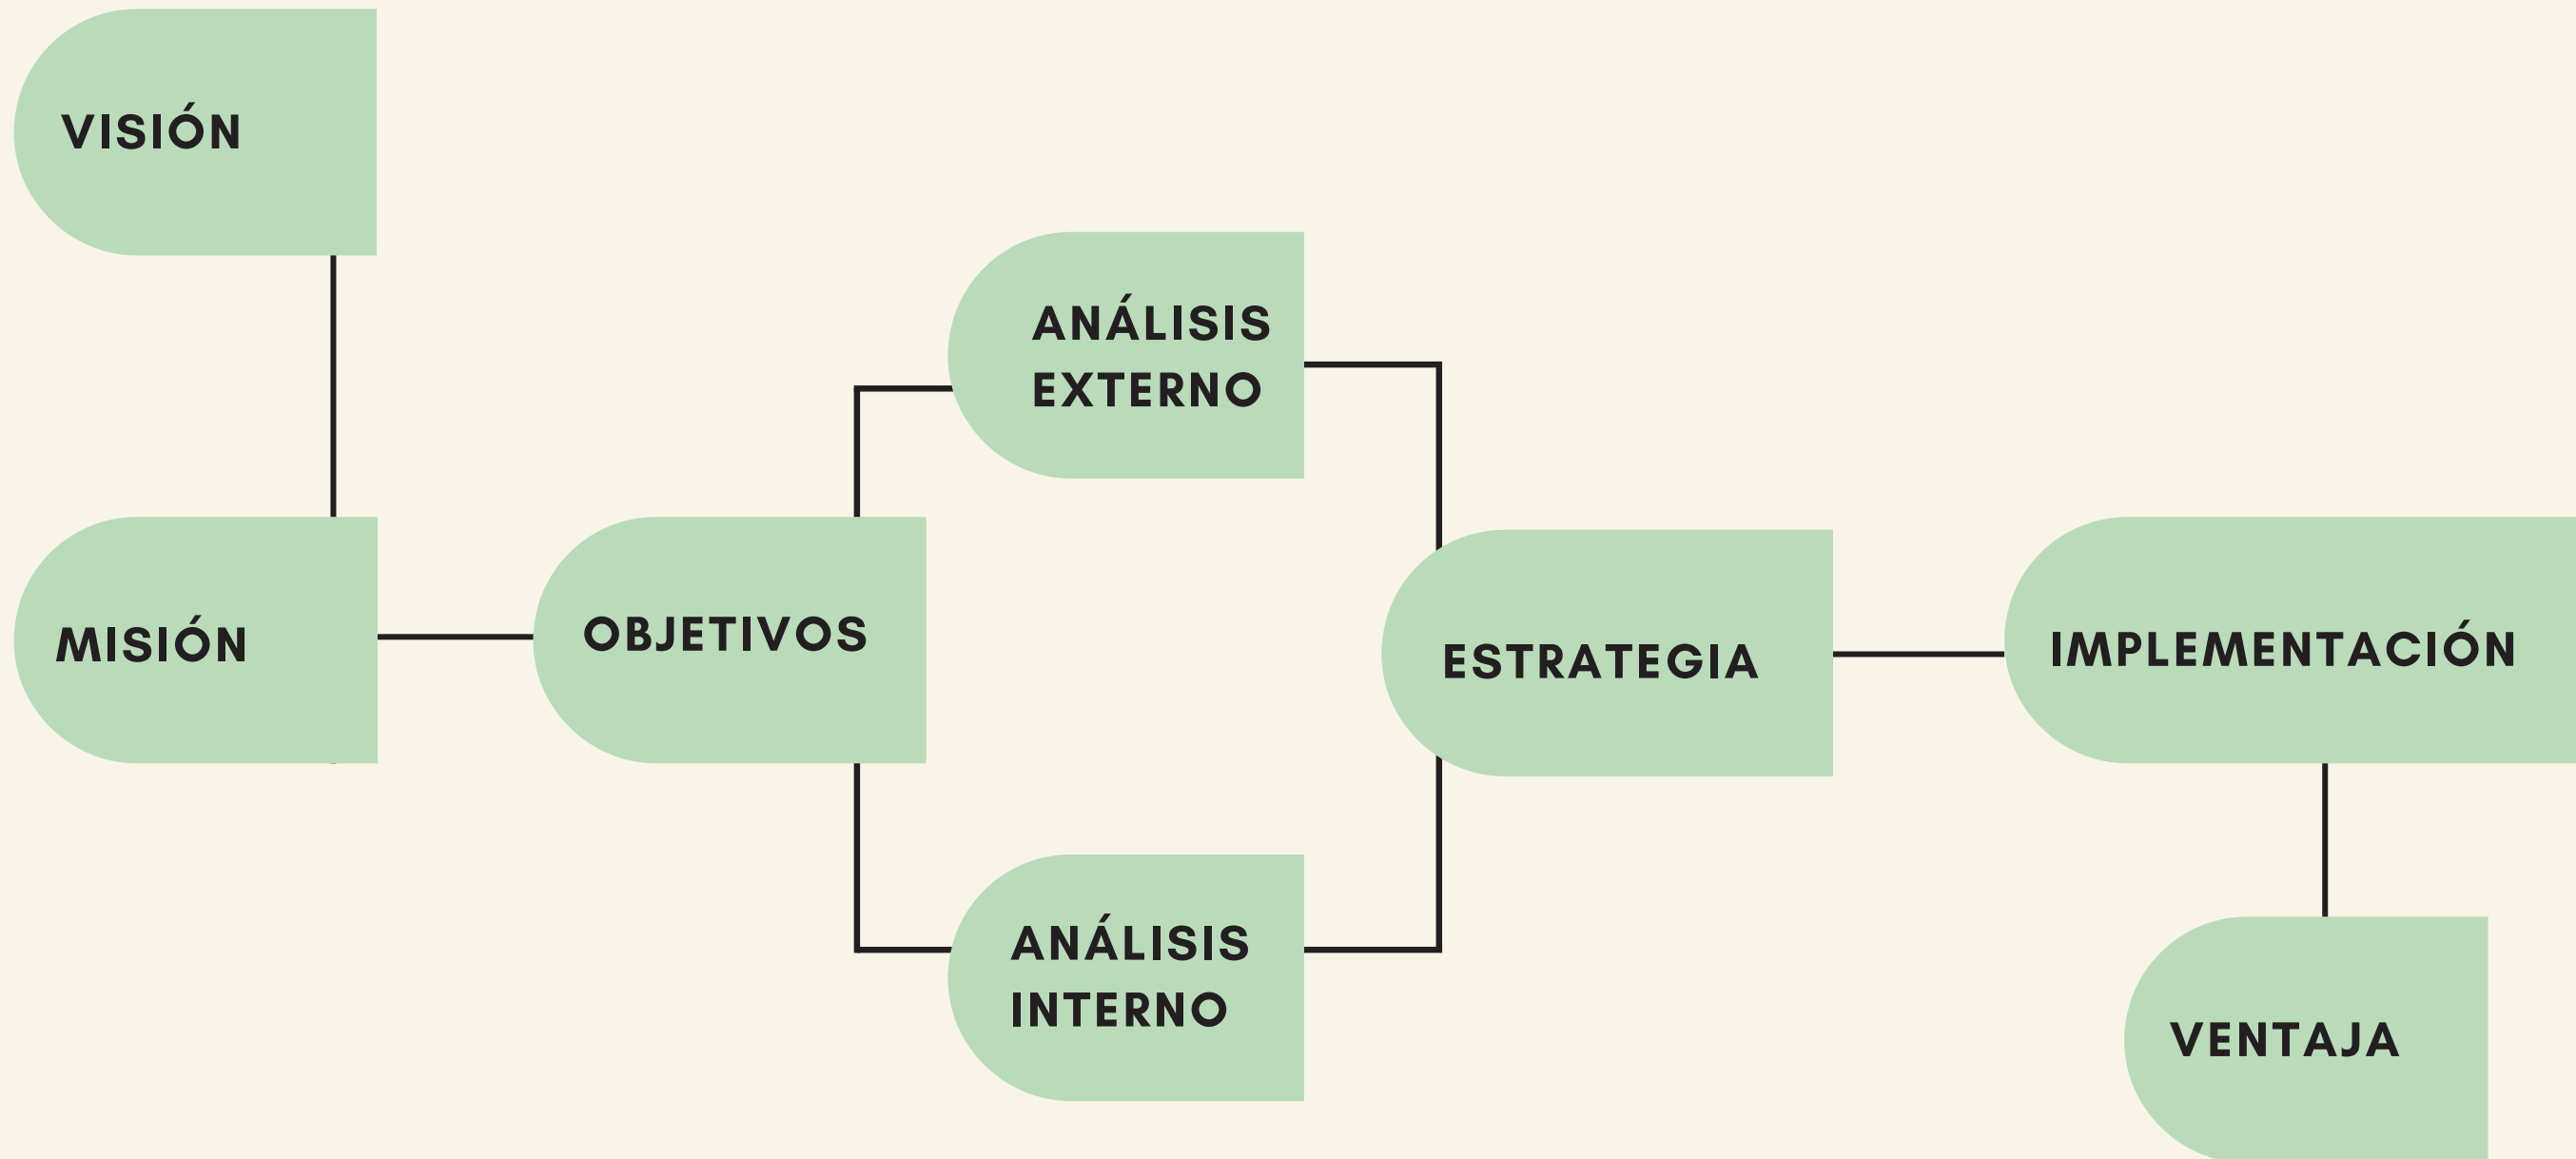 VISIÓN
MISIÓN
OBJETIVOS
ANÁLISIS
EXTERNO
ANÁLISIS
INTERNO
ESTRATEGIA
IMPLEMENTACIÓN
VENTAJA